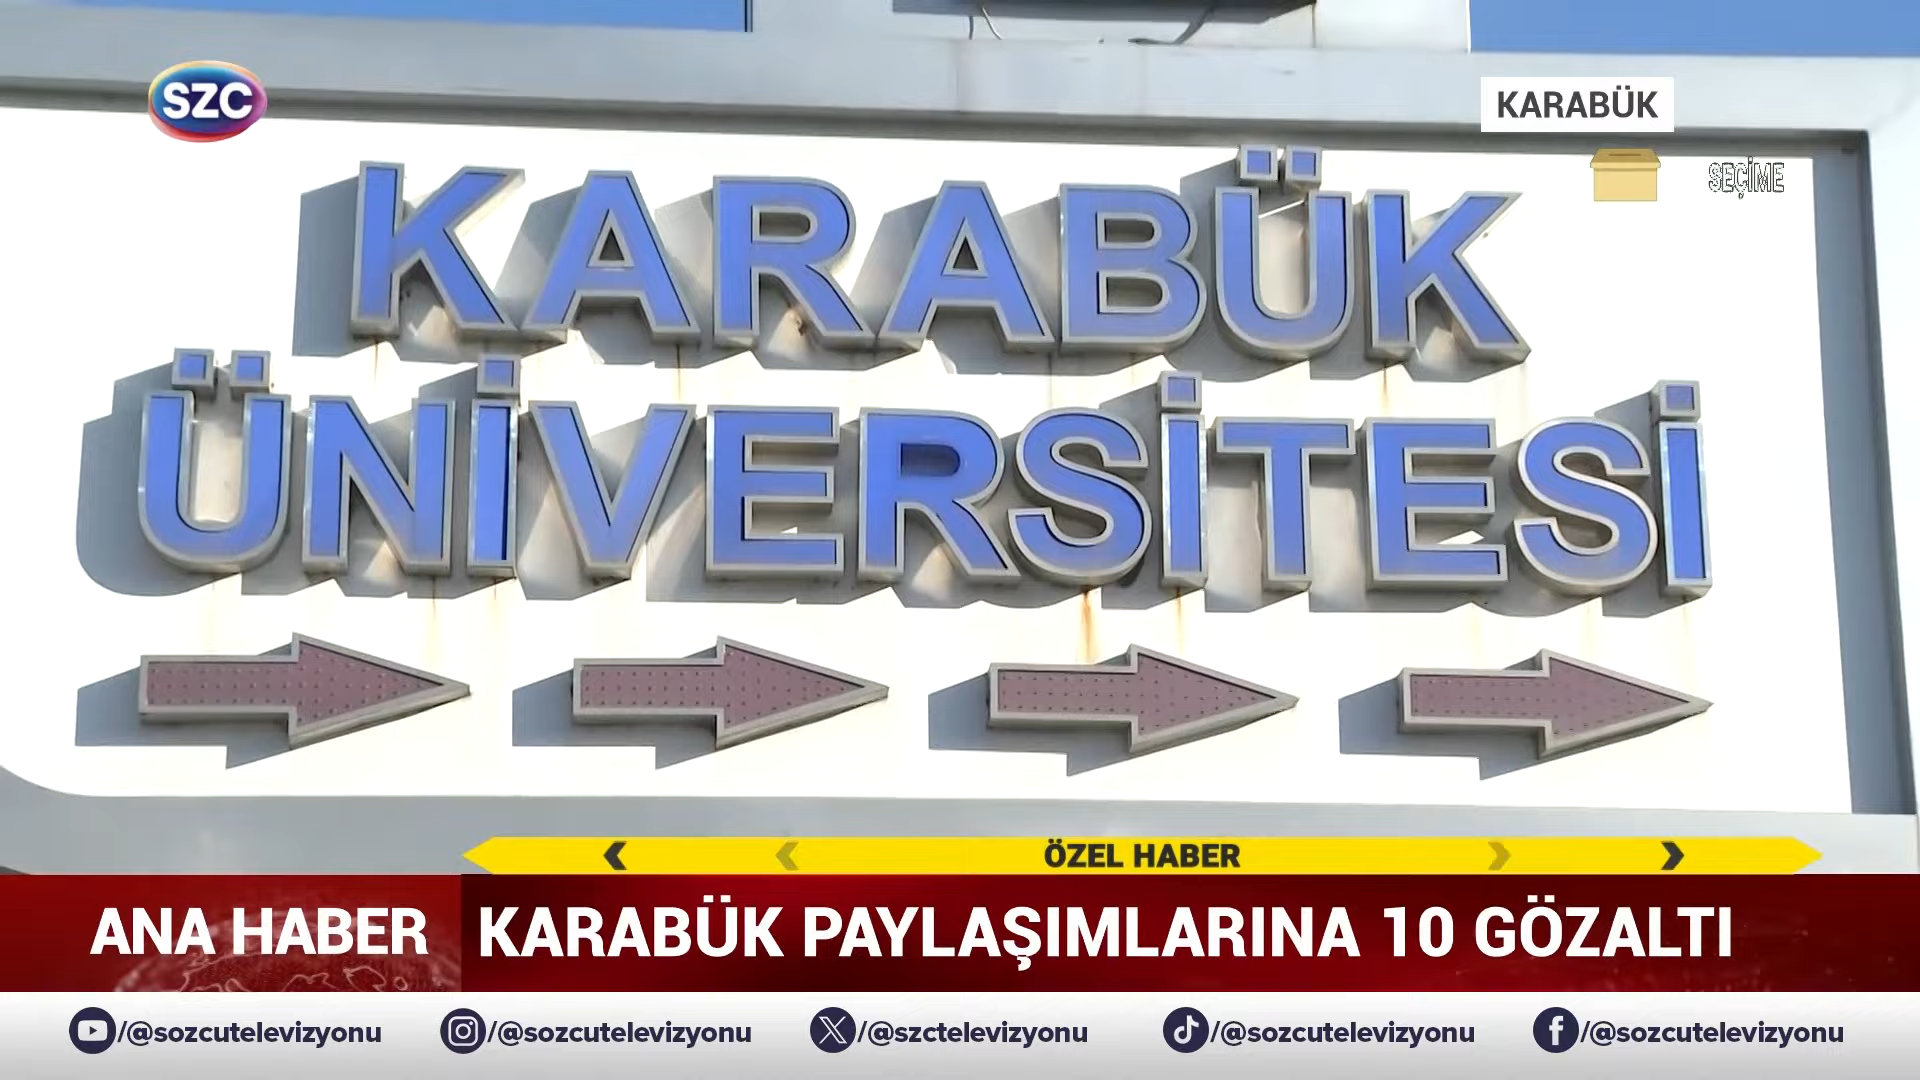 SZC
KARABÜK
SEÇİME
KARABÜK
ÜNİVERSİTESİ
ÖZEL HABER
ANA HABER
KARABÜK PAYLAŞIMLARINA 10 GÖZALTI
/@sozcutelevizyonu
/@sozcutelevizyonu
/@szctelevizyonu
/@sozcutelevizyonu
/@sozcutelevizyonu